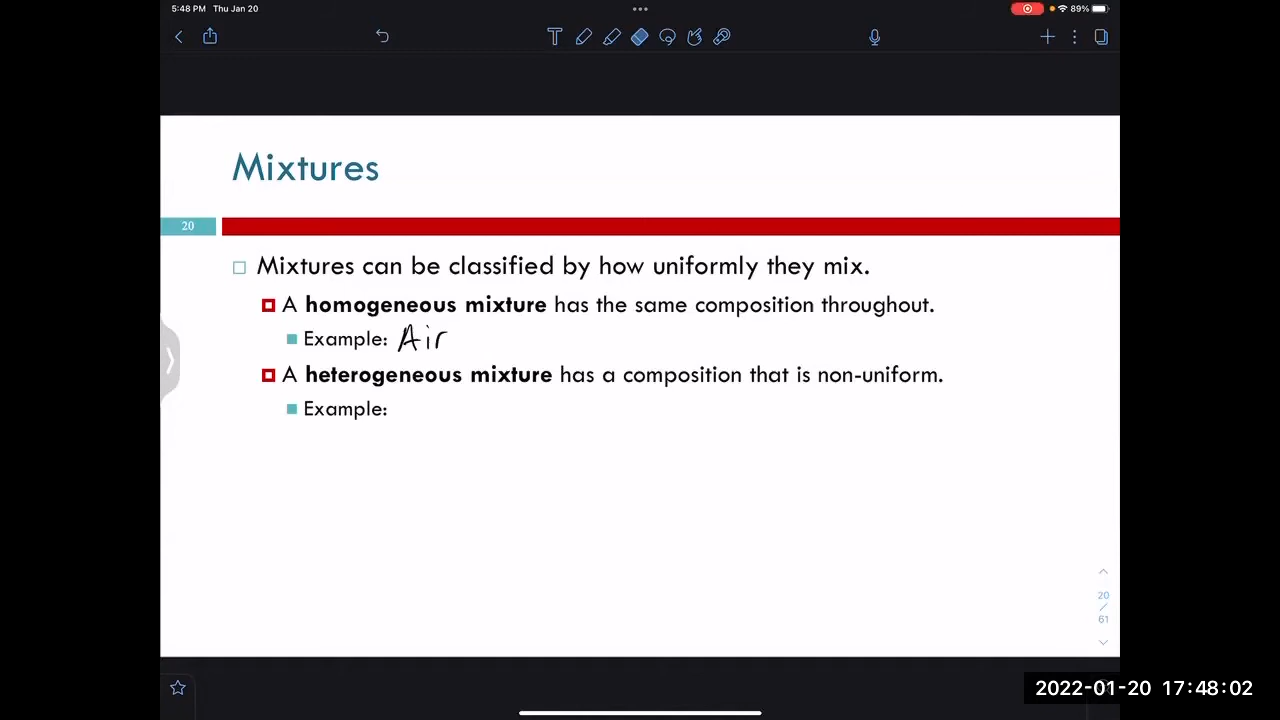 5:48 PM Thu Jan 20
89%
Mixtures
20
Mixtures can be classified by how uniformly they mix.
A homogeneous mixture has the same composition throughout.
Example: Air
A heterogeneous mixture has a composition that is non-uniform.
Example:
20
/
61
2022-01-20 17:48:02